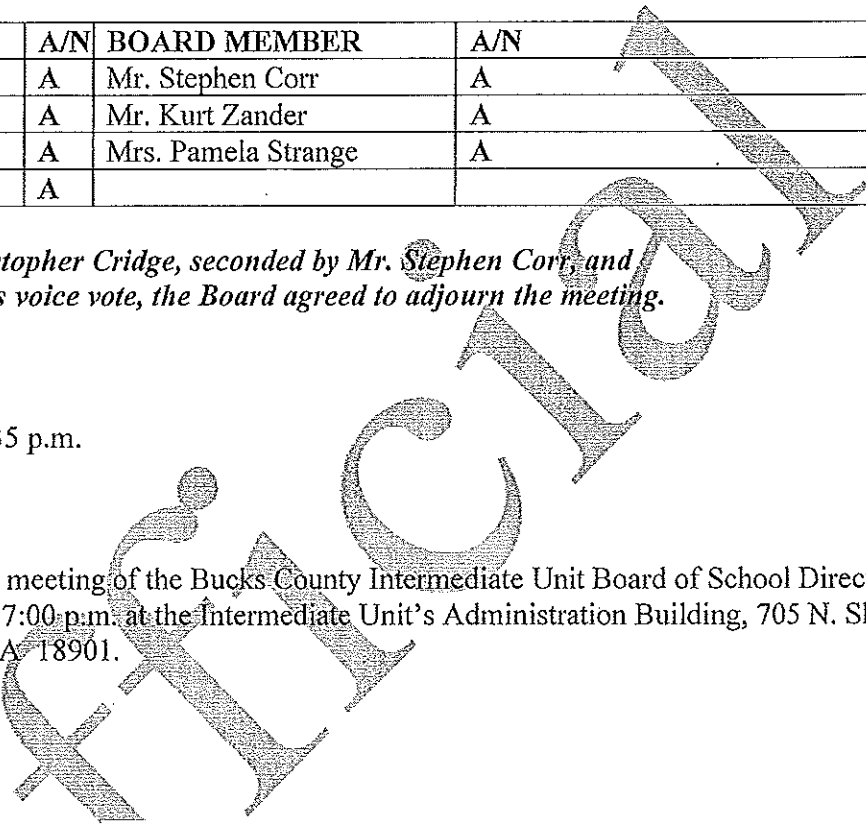 A/N BOARD MEMBER A/N
A Mr. Stephen Corr A
A Mr. Kurt Zander A
A Mrs. Pamela Strange A
A
topher Cridge, seconded by Mr. Stephen Corr, and
s voice vote, the Board agreed to adjourn the meeting.
5 p.m.
meeting of the Bucks County Intermediate Unit Board of School Direc
7:00 p.m. at the Intermediate Unit's Administration Building, 705 N. Sh
A 18901.
fficial